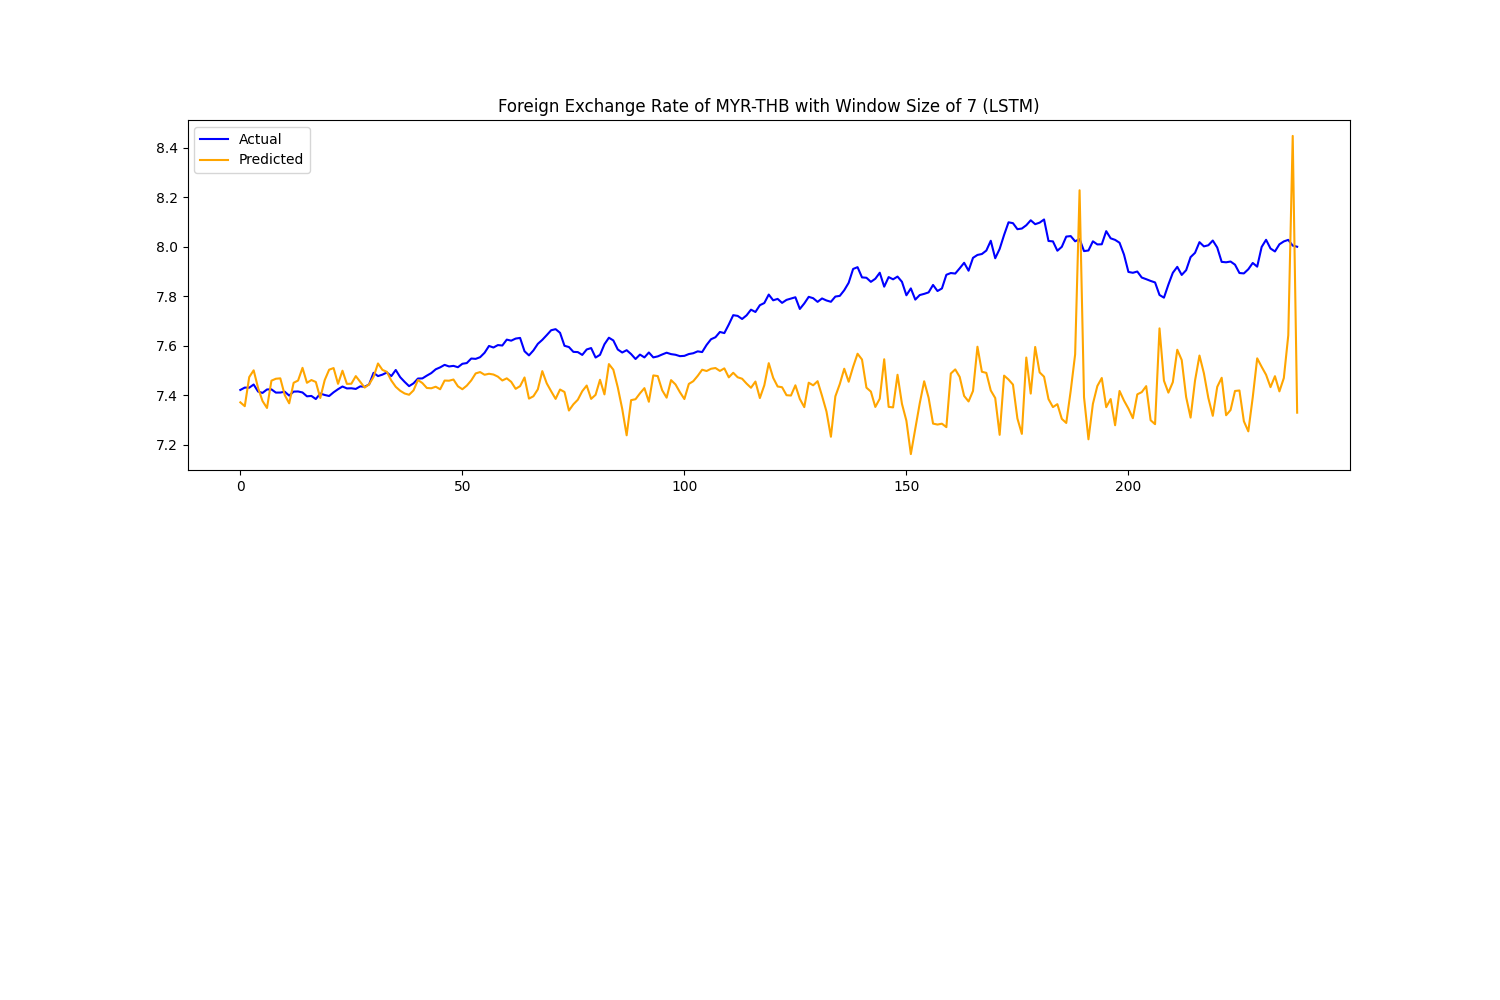 Foreign Exchange Rate of MYR-THB with Window Size of 7 (LSTM)
Actual
Predicted
8.4
8.2
8.0
7.8
7.6
7.4
7.2
0 50 100 150 200